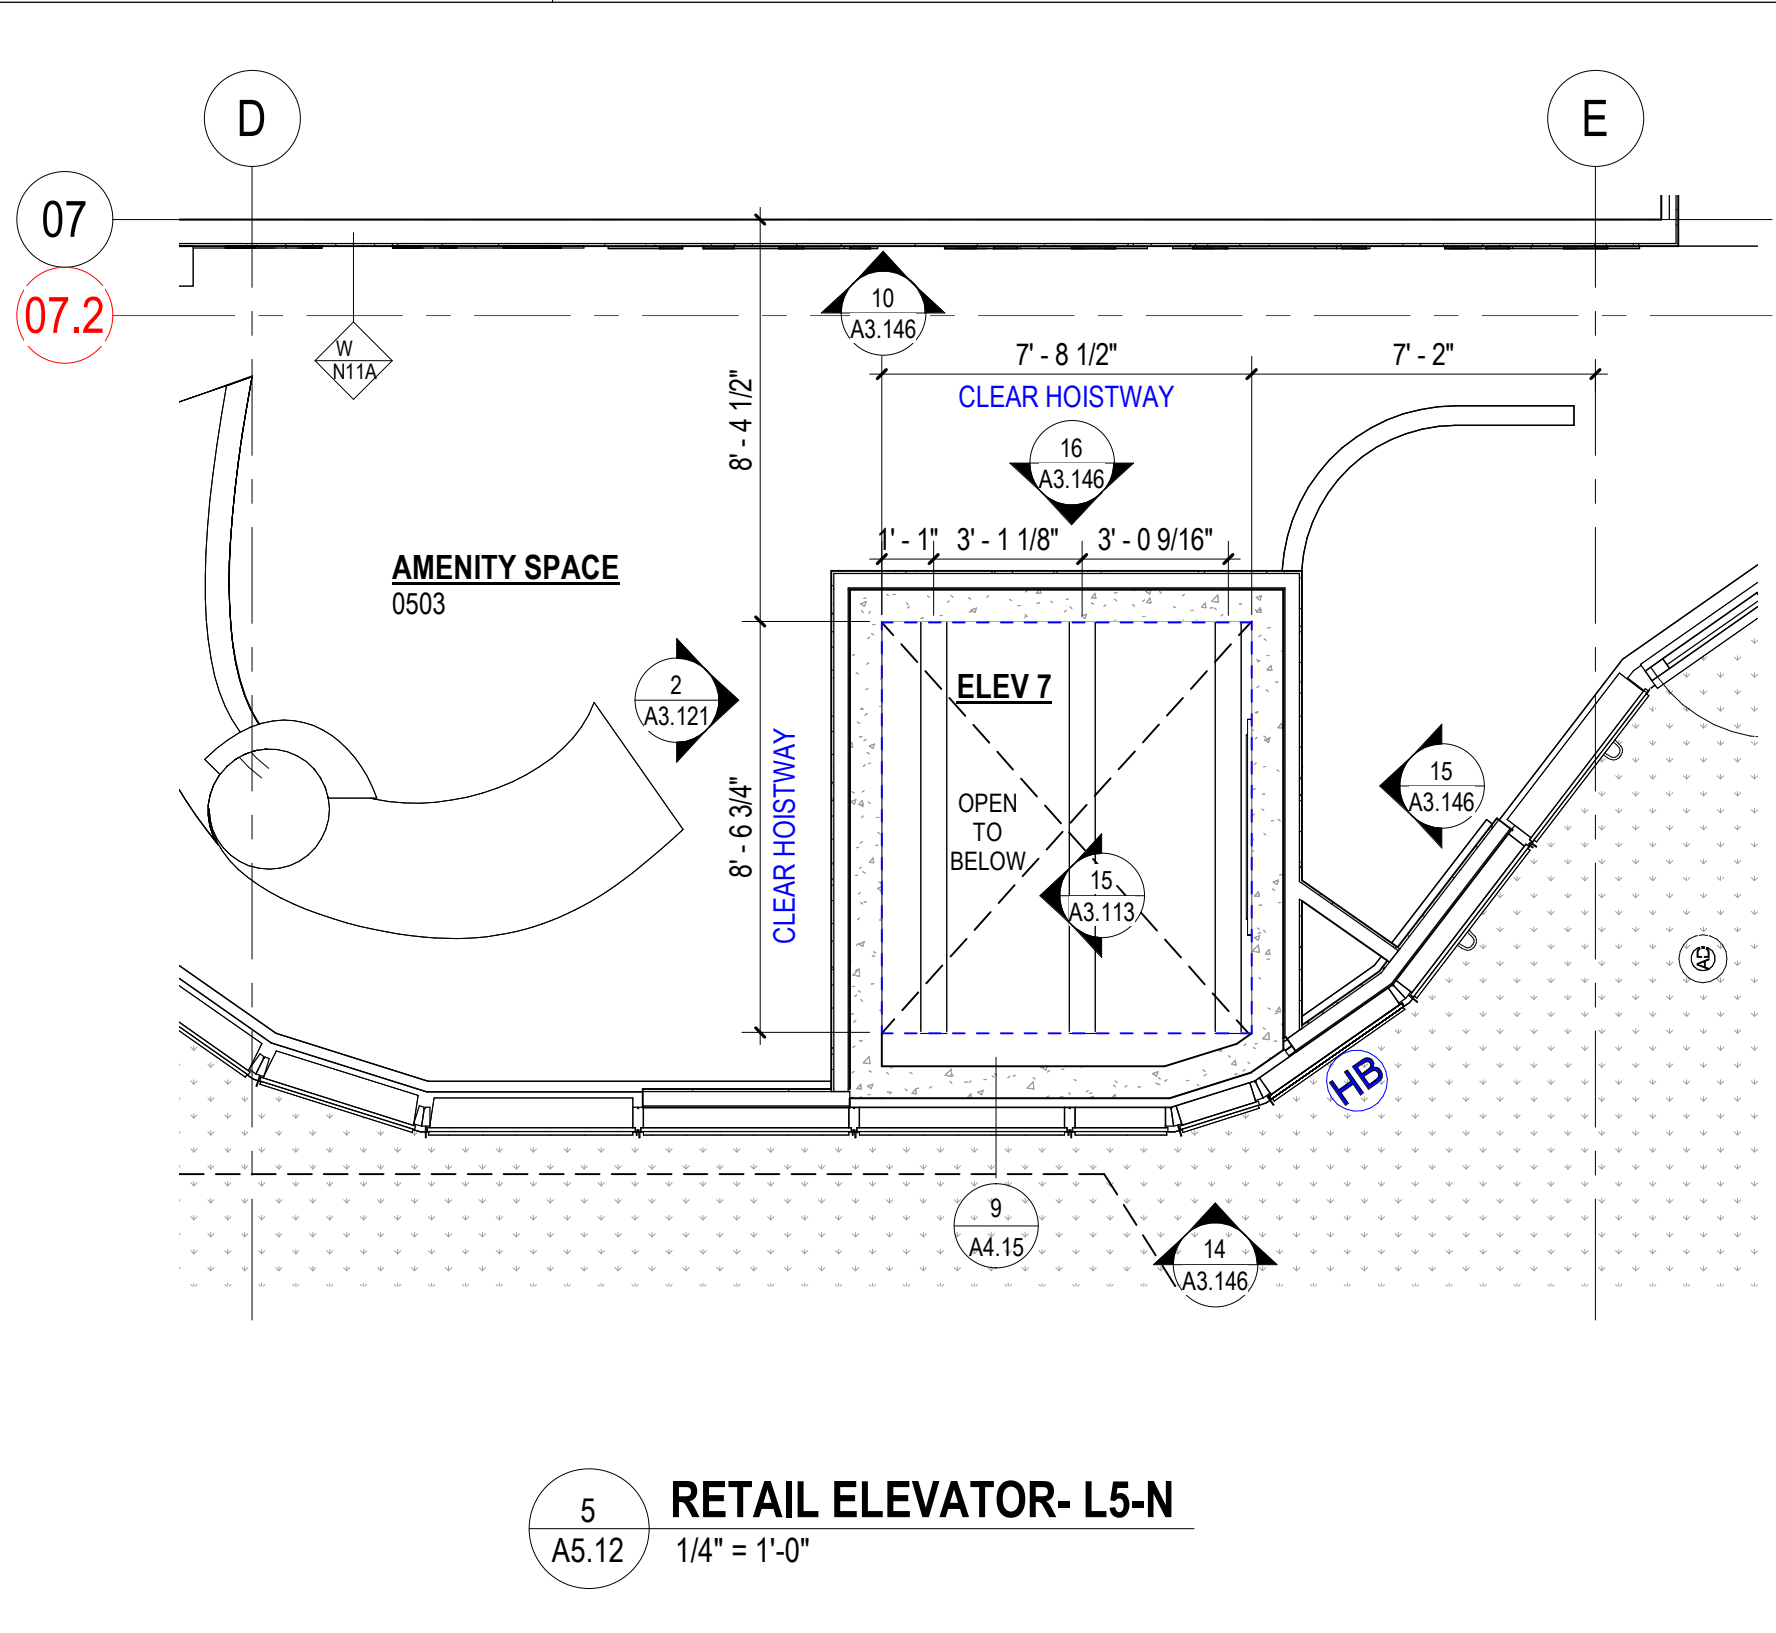 D
E
07
07.2
10
A3.146
W
N11A
7' - 8 1/2"
7' - 2"
CLEAR HOISTWAY
8' - 4 1/2"
16
A3.146
1' - 1"
3' - 1 1/8"
3' - 0 9/16"
AMENITY SPACE
0503
2
A3.121
ELEV 7
CLEAR HOISTWAY
8' - 6 3/4"
OPEN
TO
BELOW
15
A3.146
15
A3.113
HB
9
A4.15
14
A3.146
5
A5.12
RETAIL ELEVATOR- L5-N
1/4" = 1'-0"